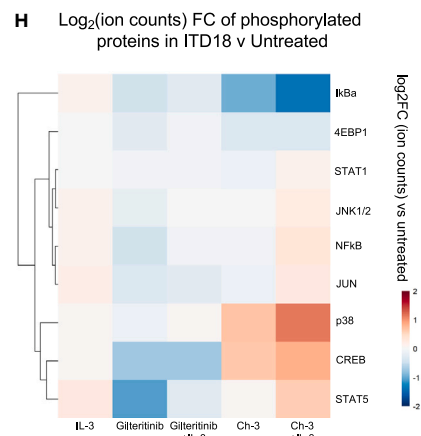 H Log2(ion counts) FC of phosphorylated
proteins in ITD18 v Untreated
IkBa
4EBP1
STAT1
JNK1/2
NFkB
JUN
p38
CREB
STAT5
log2FC (ion counts) vs untreated
2
1
0
-1
-2
IL-3 Gilteritinib Gilteritinib Ch-3 Ch-3